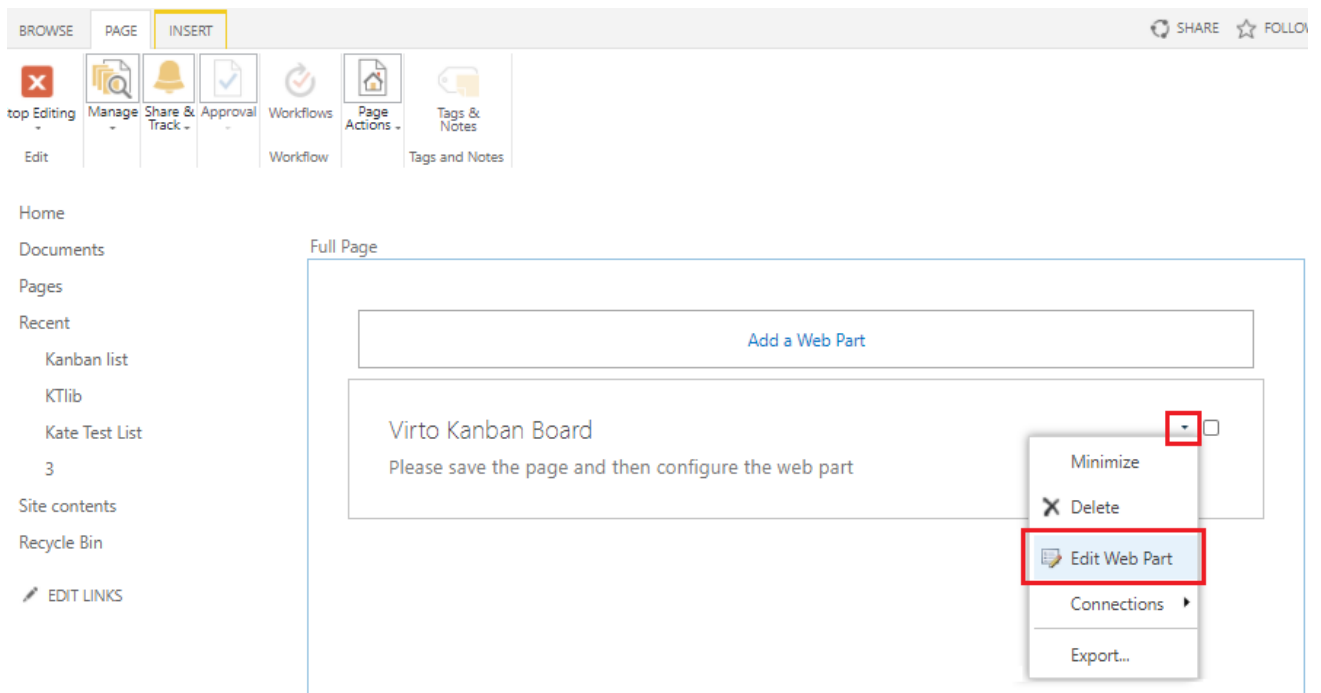 BROWSE PAGE INSERT SHARE FOLLOW
top Editing Manage Share & Track Approval Workflows Page Actions Tags & Notes
Edit Workflow Tags and Notes
Home
Documents
Full Page
Pages
Recent
Add a Web Part
Kanban list
KTlib
Virto Kanban Board
Kate Test List
Please save the page and then configure the web part
Minimize
3
Site contents
Delete
Recycle Bin
Edit Web Part
EDIT LINKS
Connections
Export...